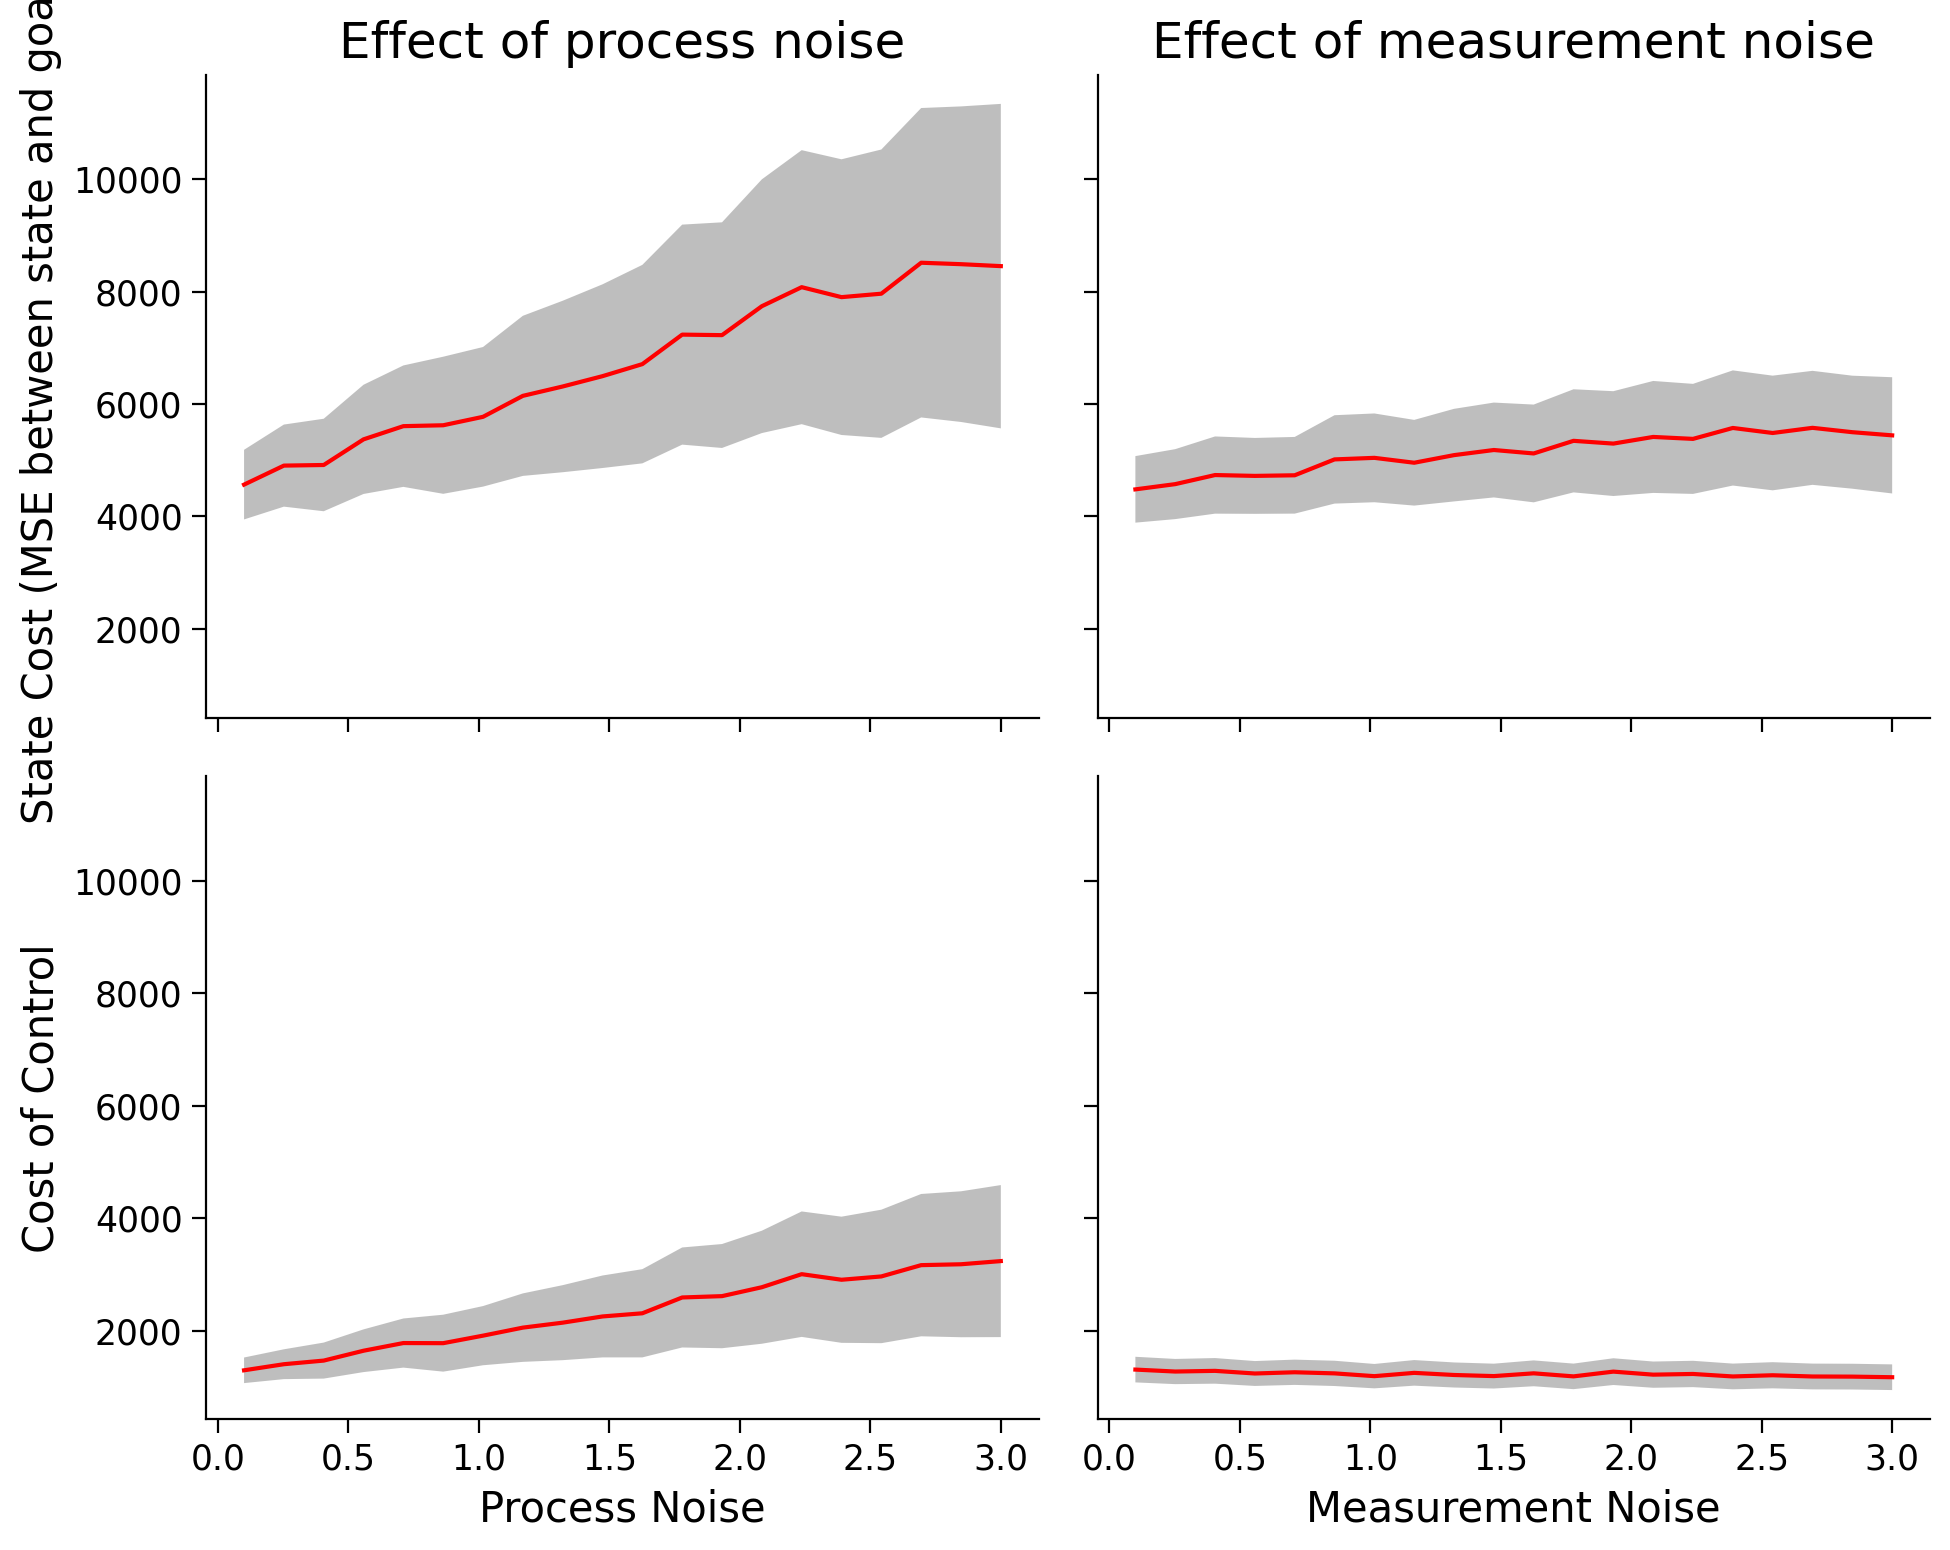 Effect of process noise
Effect of measurement noise
State Cost (MSE between state and goa
10000
8000
6000
4000
2000
Cost of Control
10000
8000
6000
4000
2000
0.0 0.5 1.0 1.5 2.0 2.5 3.0
0.0 0.5 1.0 1.5 2.0 2.5 3.0
Process Noise
Measurement Noise